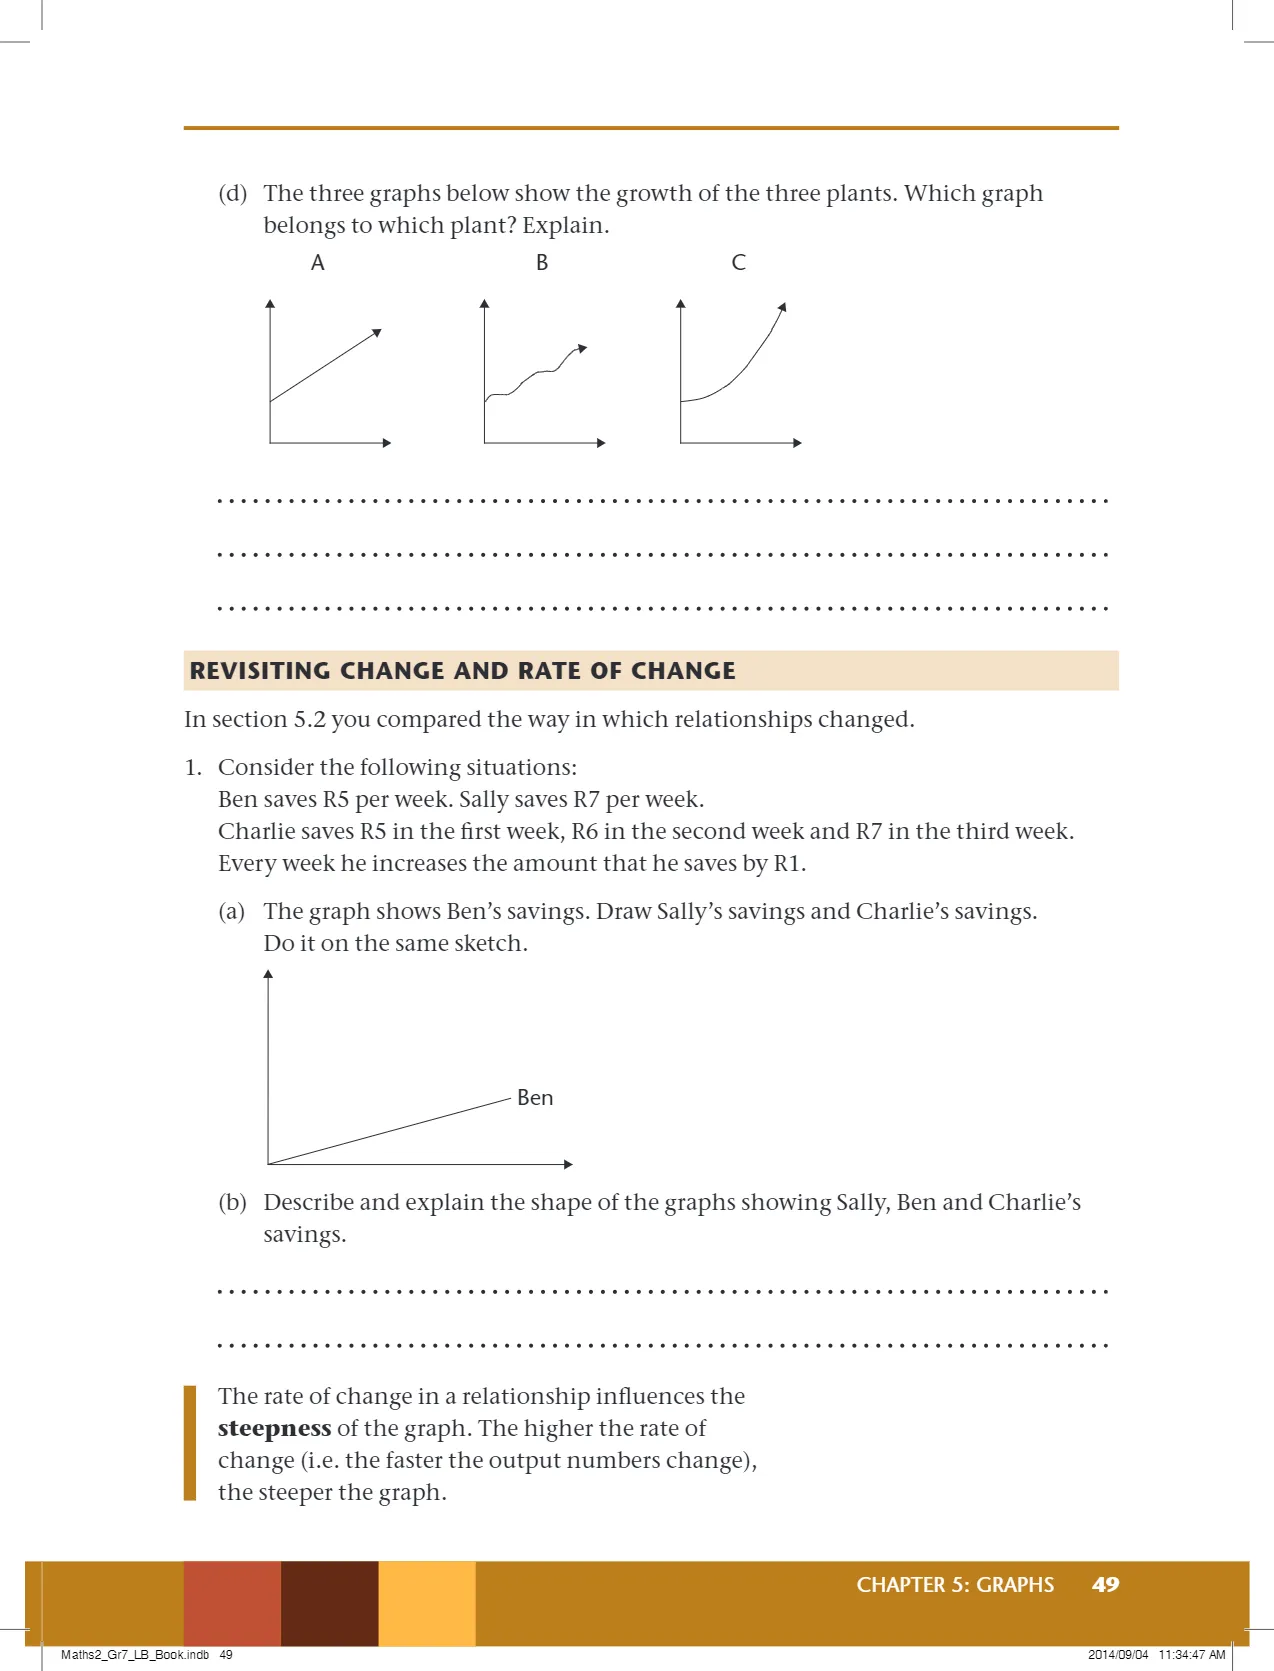 (d) The three graphs below show the growth of the three plants. Which graph
belongs to which plant? Explain.
A B C
REVISITING CHANGE AND RATE OF CHANGE
In section 5.2 you compared the way in which relationships changed.
1. Consider the following situations:
Ben saves R5 per week. Sally saves R7 per week.
Charlie saves R5 in the first week, R6 in the second week and R7 in the third week.
Every week he increases the amount that he saves by R1.
(a) The graph shows Ben’s savings. Draw Sally’s savings and Charlie’s savings.
Do it on the same sketch.
Ben
(b) Describe and explain the shape of the graphs showing Sally, Ben and Charlie’s
savings.
The rate of change in a relationship influences the
steepness of the graph. The higher the rate of
change (i.e. the faster the output numbers change),
the steeper the graph.
CHAPTER 5: GRAPHS 49
Maths2_Gr7_LB_Book.indb 49 2014/09/04 11:34:47 AM